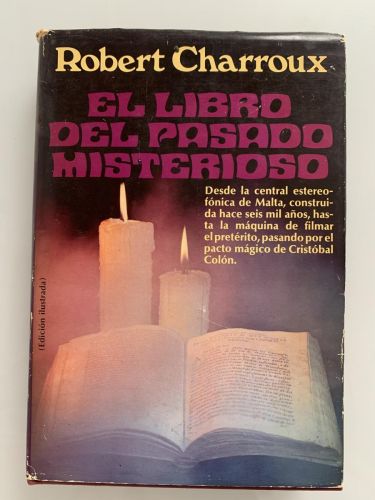 Robert Charroux
EL LIBRO
DEL PASADO
MISTERIOSO
Desde la central estereo-
fónica de Malta, construi-
da hace seis mil años, has-
ta la máquina de filmar
el pretérito, pasando por el
pacto mágico de Cristóbal
Colón.
(Edición ilustrada)